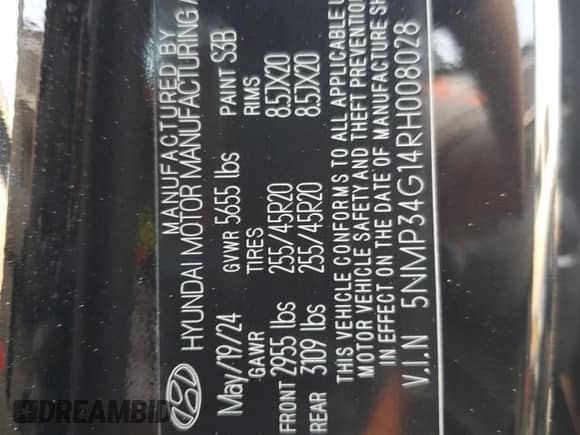 MANUFACTURED BY
HYUNDAI MOTOR MANUFACTURING
May/19/24 GVWR 5655 lbs PAINT S3B
GAWR TIRES RIMS
FRONT 2955 lbs 255/45R20 8.5JX20
REAR 3109 lbs 255/45R20 8.5JX20
THIS VEHICLE CONFORMS TO ALL APPLICABLE
MOTOR VEHICLE SAFETY AND THEFT PREVENTION
IN EFFECT ON THE DATE OF MANUFACTURE
V.I.N 5NMP34G14RH008028
DREAMBID